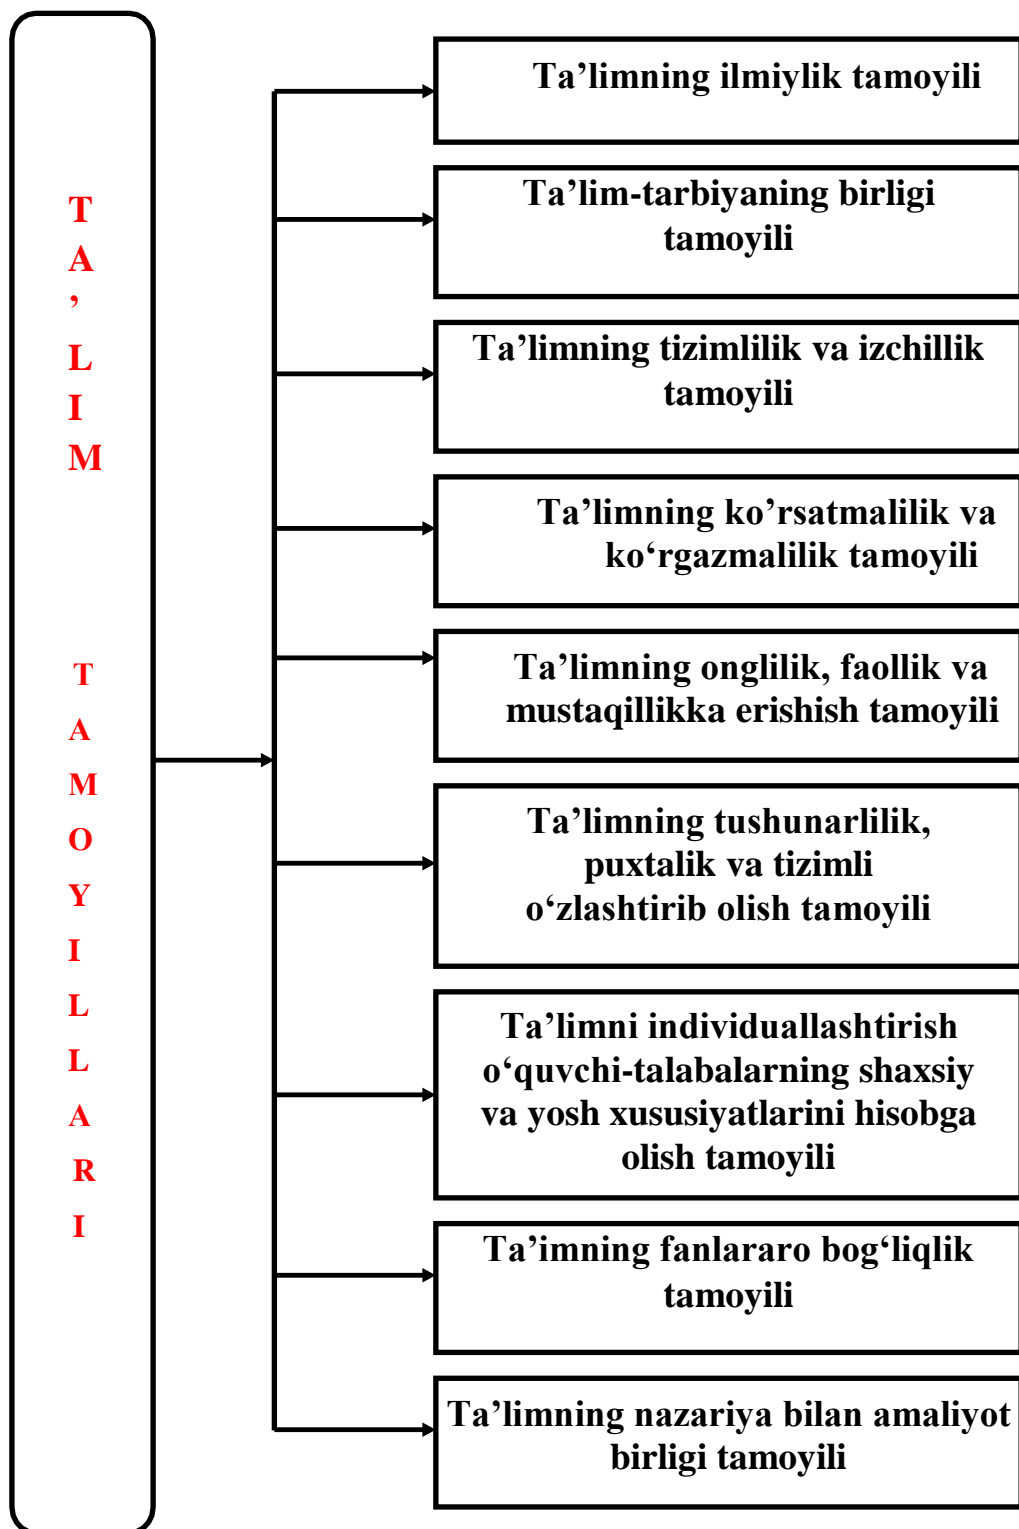 TA’LIM
TAMOYILLARI
Ta’limning ilmiylik tamoyili
Ta’lim-tarbiyaning birligi
tamoyili
Ta’limning tizimlilik va izchillik
tamoyili
Ta’limning ko’rsatmalilik va
ko‘rgazmalilik tamoyili
Ta’limning onglilik, faollik va
mustaqillikka erishish tamoyili
Ta’limning tushunarlilik,
puxtalik va tizimli
o‘zlashtirib olish tamoyili
Ta’limni individuallashtirish
o‘quvchi-talabalarning shaxsiy
va yosh xususiyatlarini hisobga
olish tamoyili
Ta’imning fanlararo bog‘liqlik
tamoyili
Ta’limning nazariya bilan amaliyot
birligi tamoyili